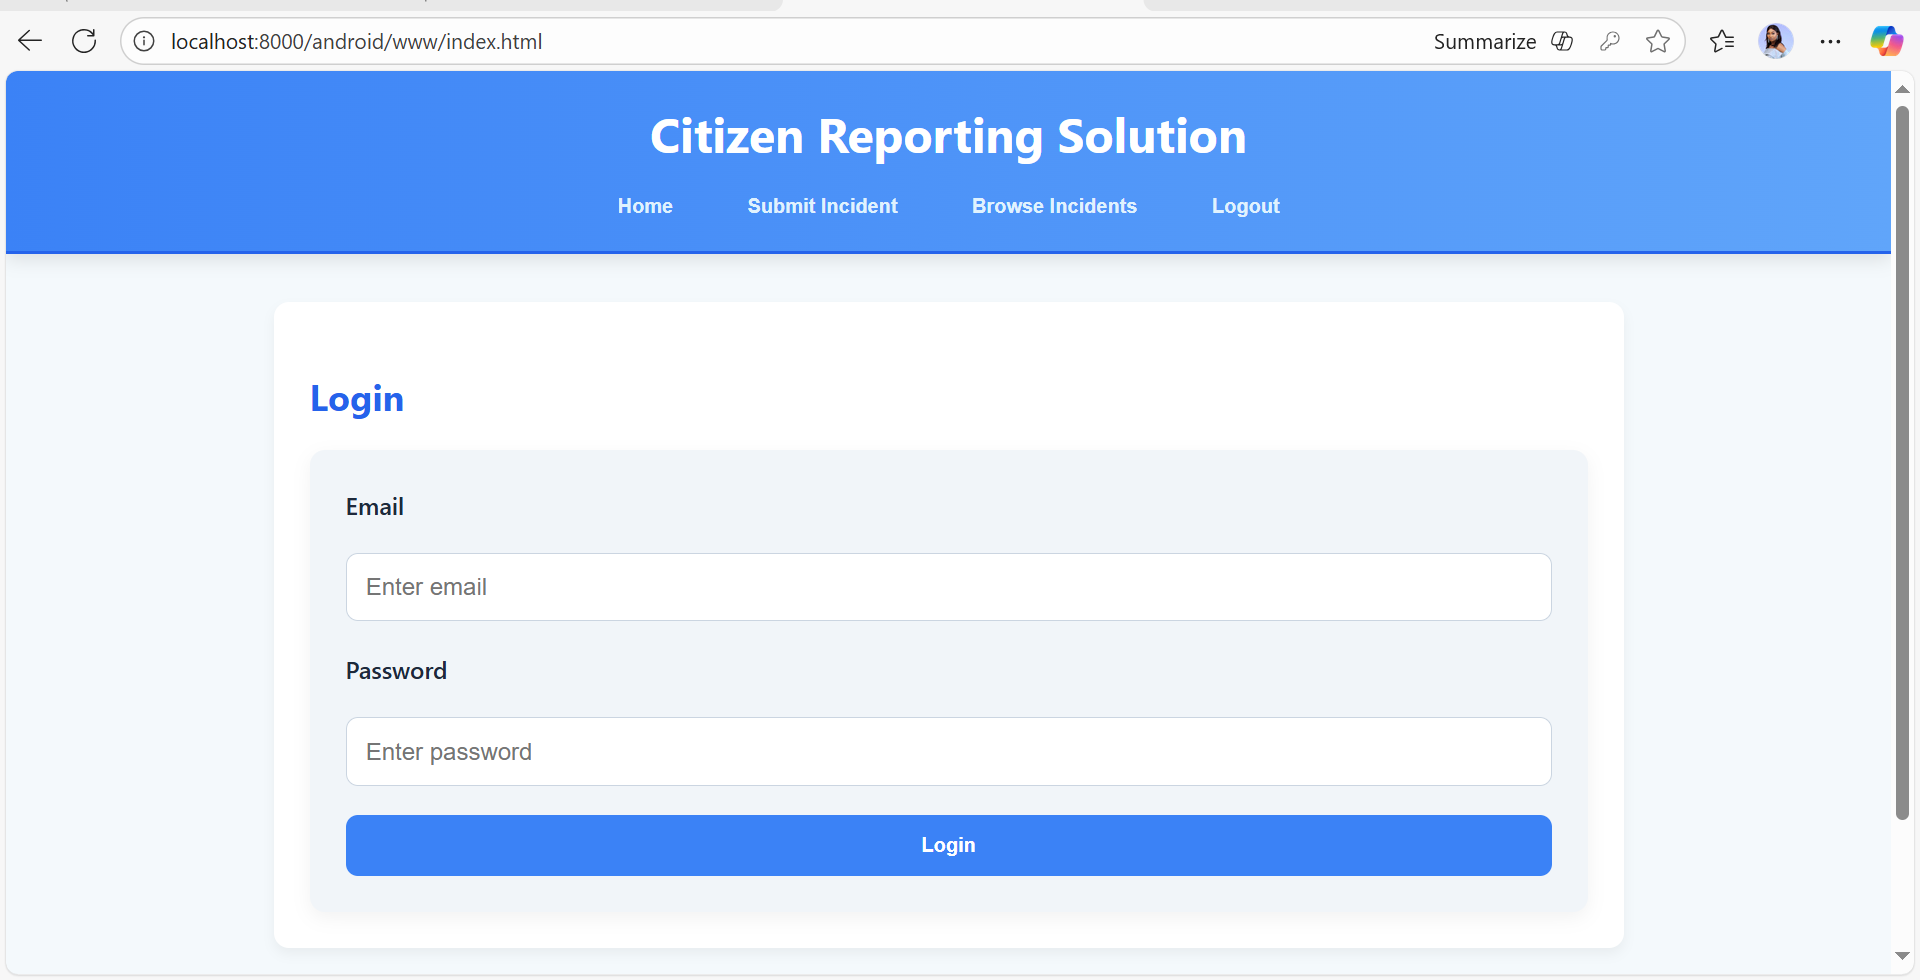 localhost:8000/android/www/index.html
Summarize
Citizen Reporting Solution
Home Submit Incident Browse Incidents Logout
Login
Email
Enter email
Password
Enter password
Login